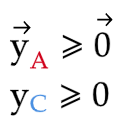 y⃗_A ⩾ 0⃗
y_C ⩾ 0